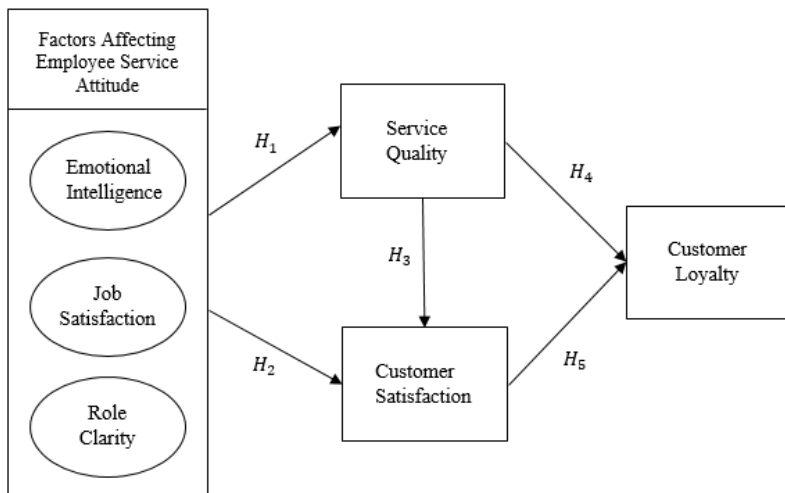 Factors Affecting
Employee Service
Attitude
Emotional
Intelligence
Job
Satisfaction
Role
Clarity
H₁
H₂
Service
Quality
H₃
Customer
Satisfaction
H₄
H₅
Customer
Loyalty